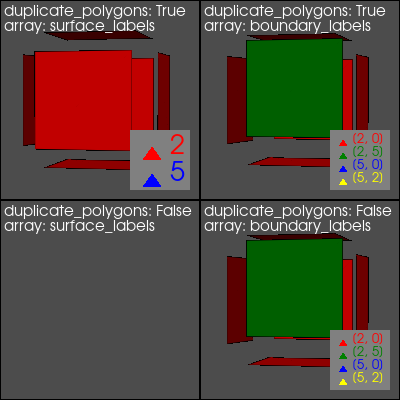 duplicate_polygons: True
array: surface_labels
2
5
duplicate_polygons: True
array: boundary_labels
(2, 0)
(2, 5)
(5, 0)
(5, 2)
duplicate_polygons: False
array: surface_labels
duplicate_polygons: False
array: boundary_labels
(2, 0)
(2, 5)
(5, 0)
(5, 2)